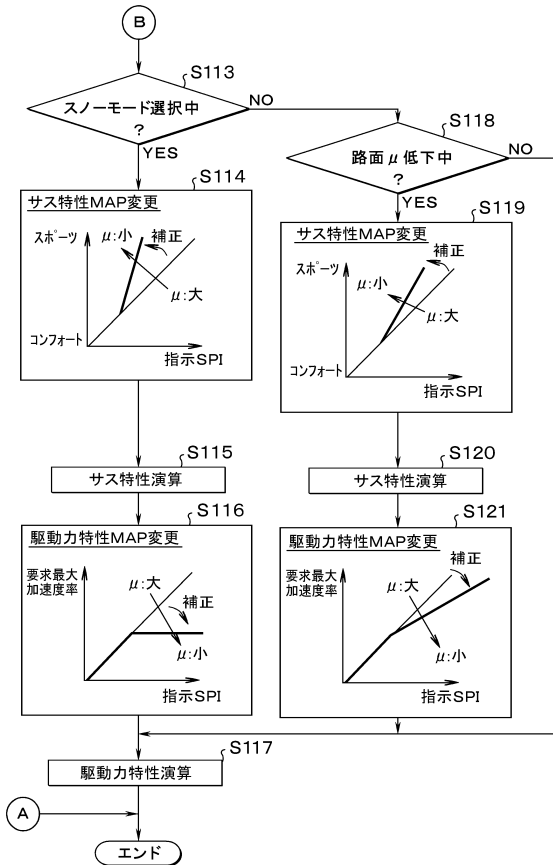 B
S113
スノーモード選択中
?
NO
YES
S118
路面μ低下中
?
NO
YES
S114
サス特性MAP変更
スポーツ
μ:小
補正
μ:大
コンフォート
指示SPI
S119
サス特性MAP変更
スポーツ
μ:小
補正
μ:大
コンフォート
指示SPI
S115
サス特性演算
S120
サス特性演算
S116
駆動力特性MAP変更
要求最大
加速度率
μ:大
補正
μ:小
指示SPI
S121
駆動力特性MAP変更
要求最大
加速度率
μ:大
補正
μ:小
指示SPI
S117
駆動力特性演算
A
エンド